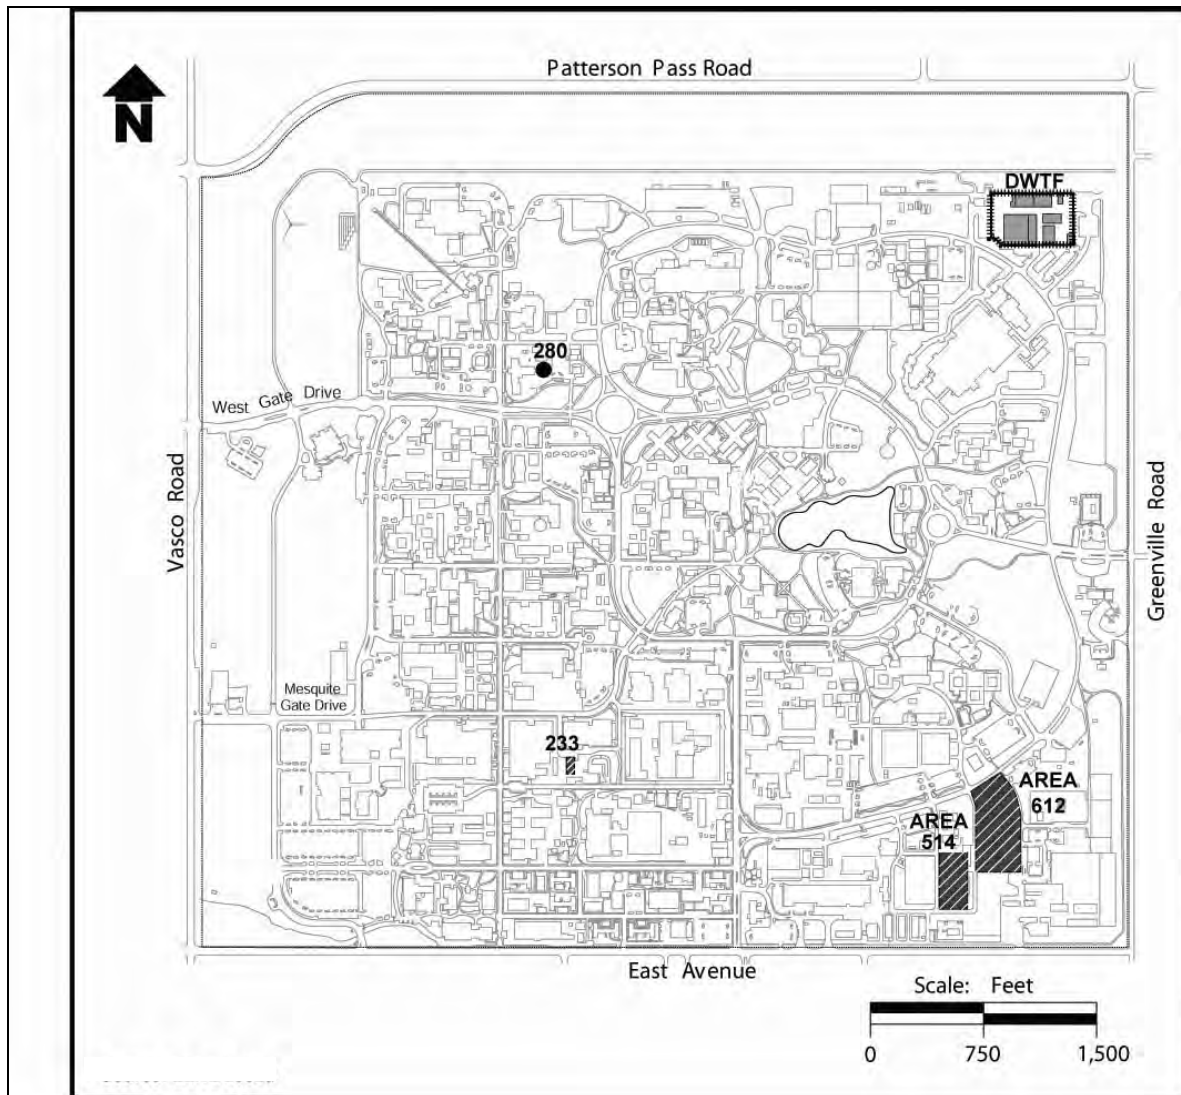 Patterson Pass Road
N
DWTF
280
West Gate Drive
Vasco Road
Greenville Road
Mesquite
Gate Drive
233
AREA
612
AREA
514
East Avenue
Scale: Feet
0 750 1,500